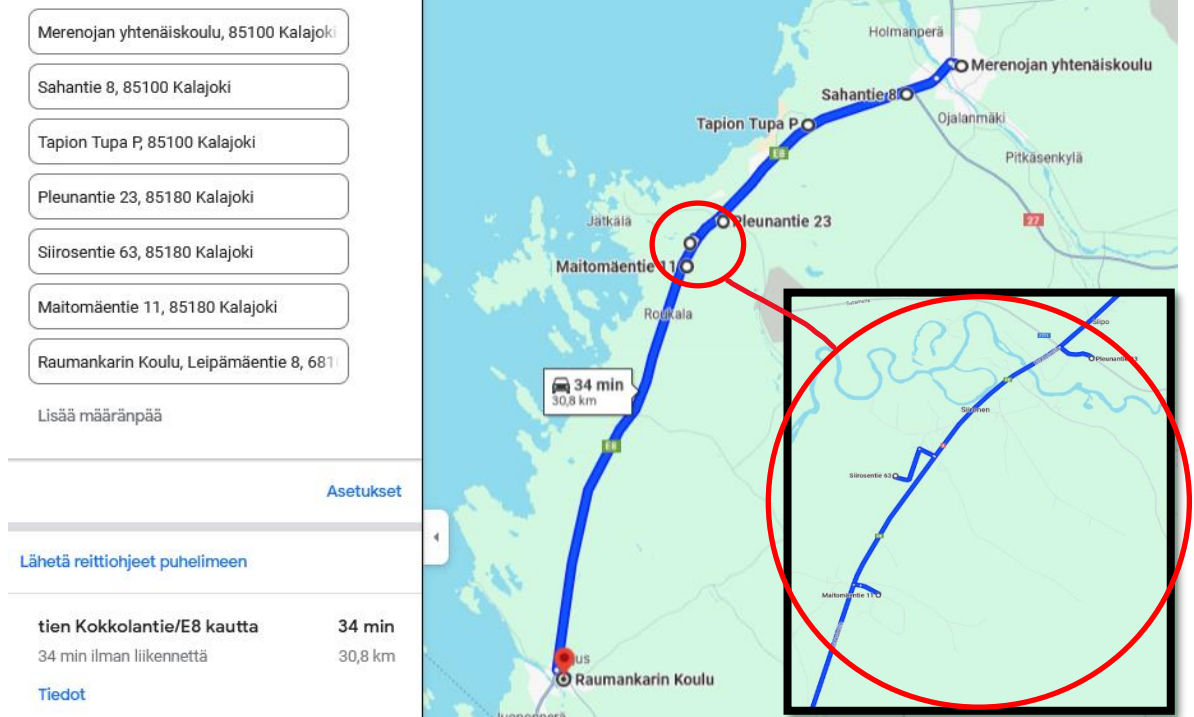 Merenojan yhtenäiskoulu, 85100 Kalajoki
Sahantie 8, 85100 Kalajoki
Tapion Tupa P, 85100 Kalajoki
Pleunantie 23, 85180 Kalajoki
Siirosentie 63, 85180 Kalajoki
Maitomäentie 11, 85180 Kalajoki
Raumankarin Koulu, Leipämäentie 8, 681
Lisää määränpää
Asetukset
Lähetä reittiohjeet puhelimeen
tien Kokkolantie/E8 kautta 34 min
34 min ilman liikennettä 30,8 km
Tiedot
Holmanperä
Merenojan yhtenäiskoulu
Sahantie 8
Ojalanmäki
Tapion Tupa P
E8
Pitkäsenkylä
Jätkälä
Pleunantie 23
27
Maitomäentie 11
Roukala
34 min
30,8 km
E8
us
Raumankarin Koulu
Siipo
Pleunantie 23
Siironen
Siirosentie 63
Maitomäentie 11